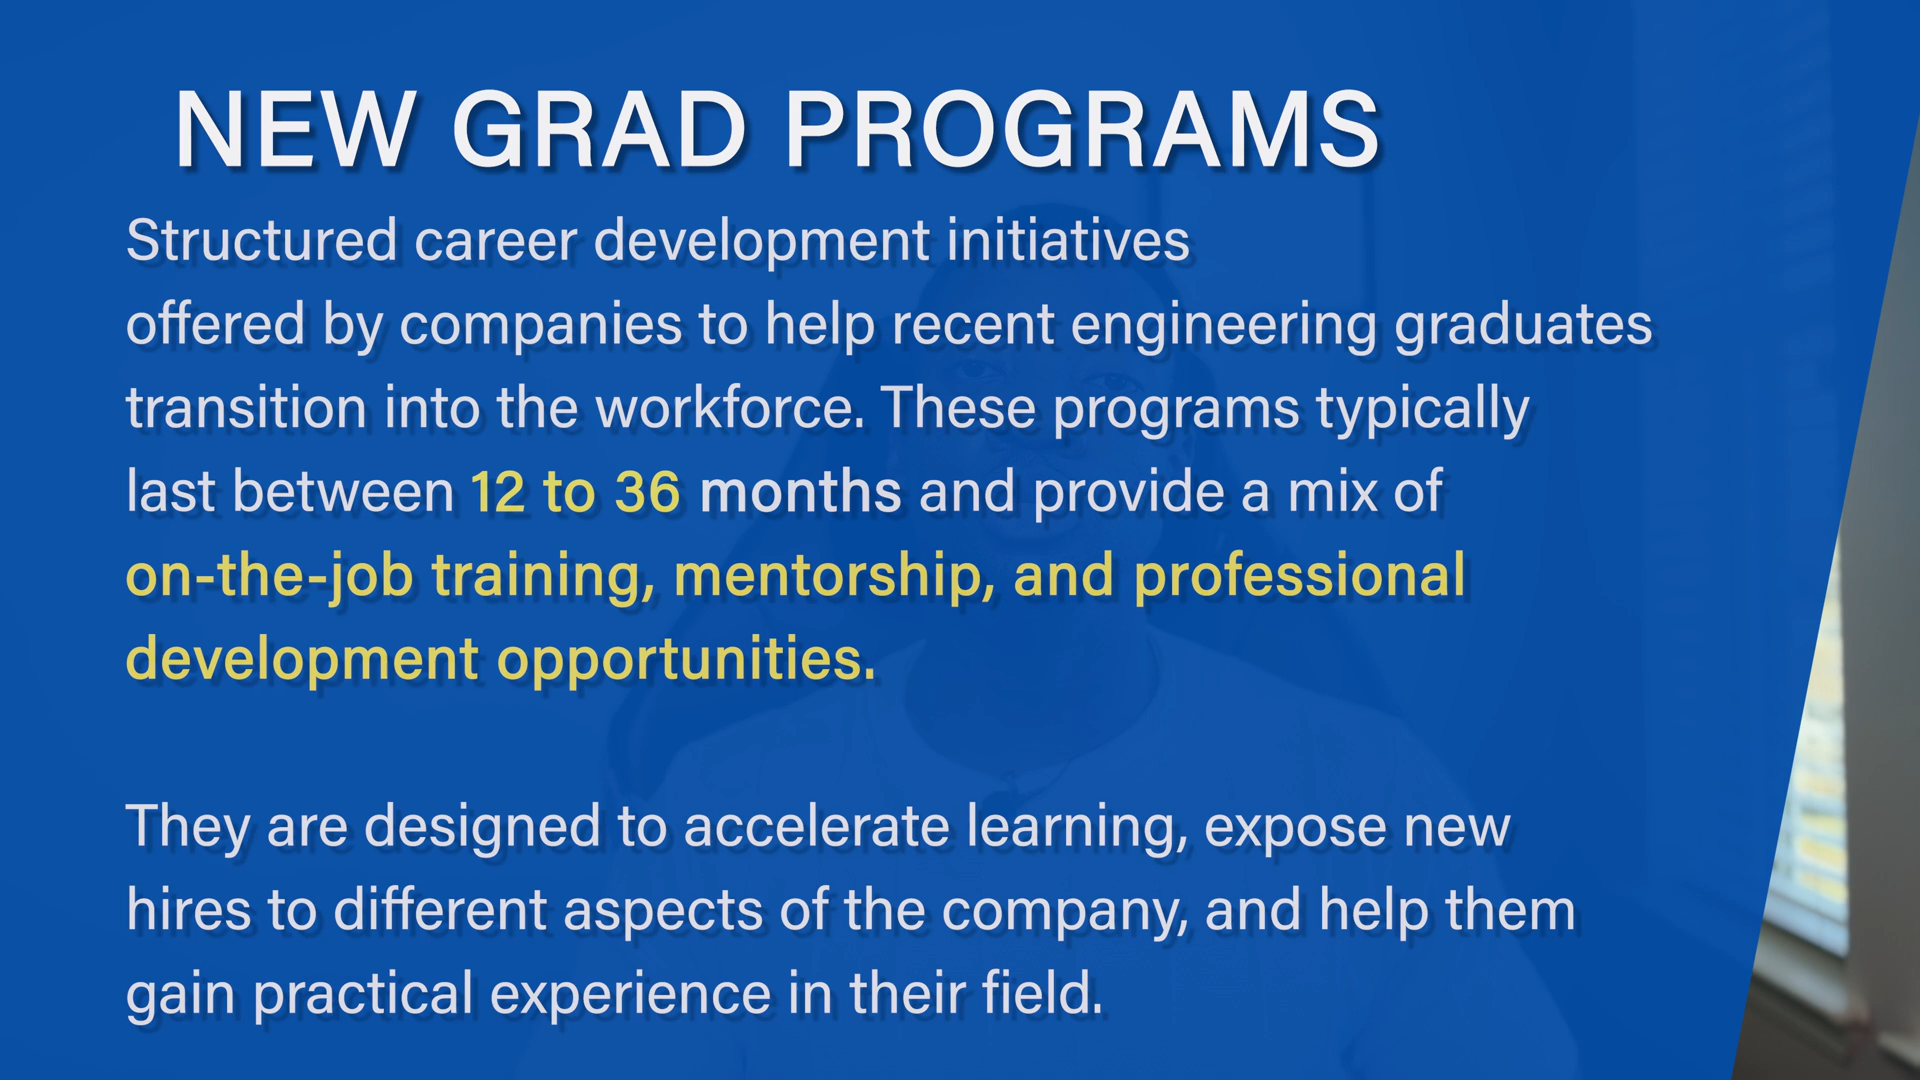 NEW GRAD PROGRAMS
Structured career development initiatives
offered by companies to help recent engineering graduates
transition into the workforce. These programs typically
last between 12 to 36 months and provide a mix of
on-the-job training, mentorship, and professional
development opportunities.
They are designed to accelerate learning, expose new
hires to different aspects of the company, and help them
gain practical experience in their field.